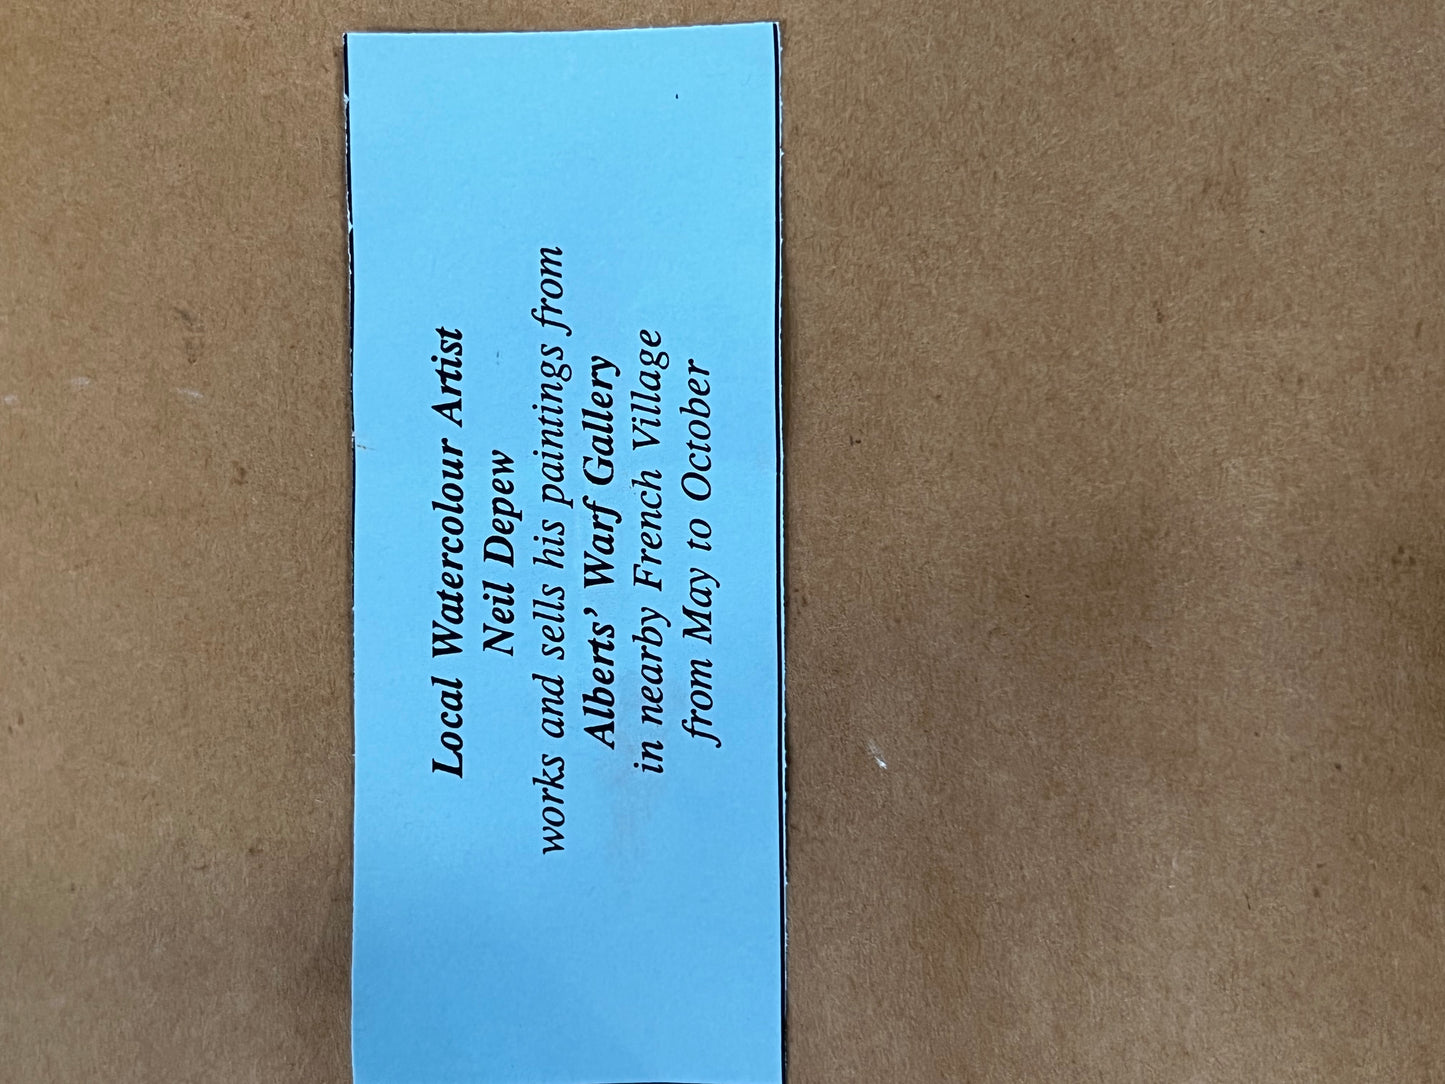 Local Watercolour Artist
Neil Depew
works and sells his paintings from
Alberts' Warf Gallery
in nearby French Village
from May to October